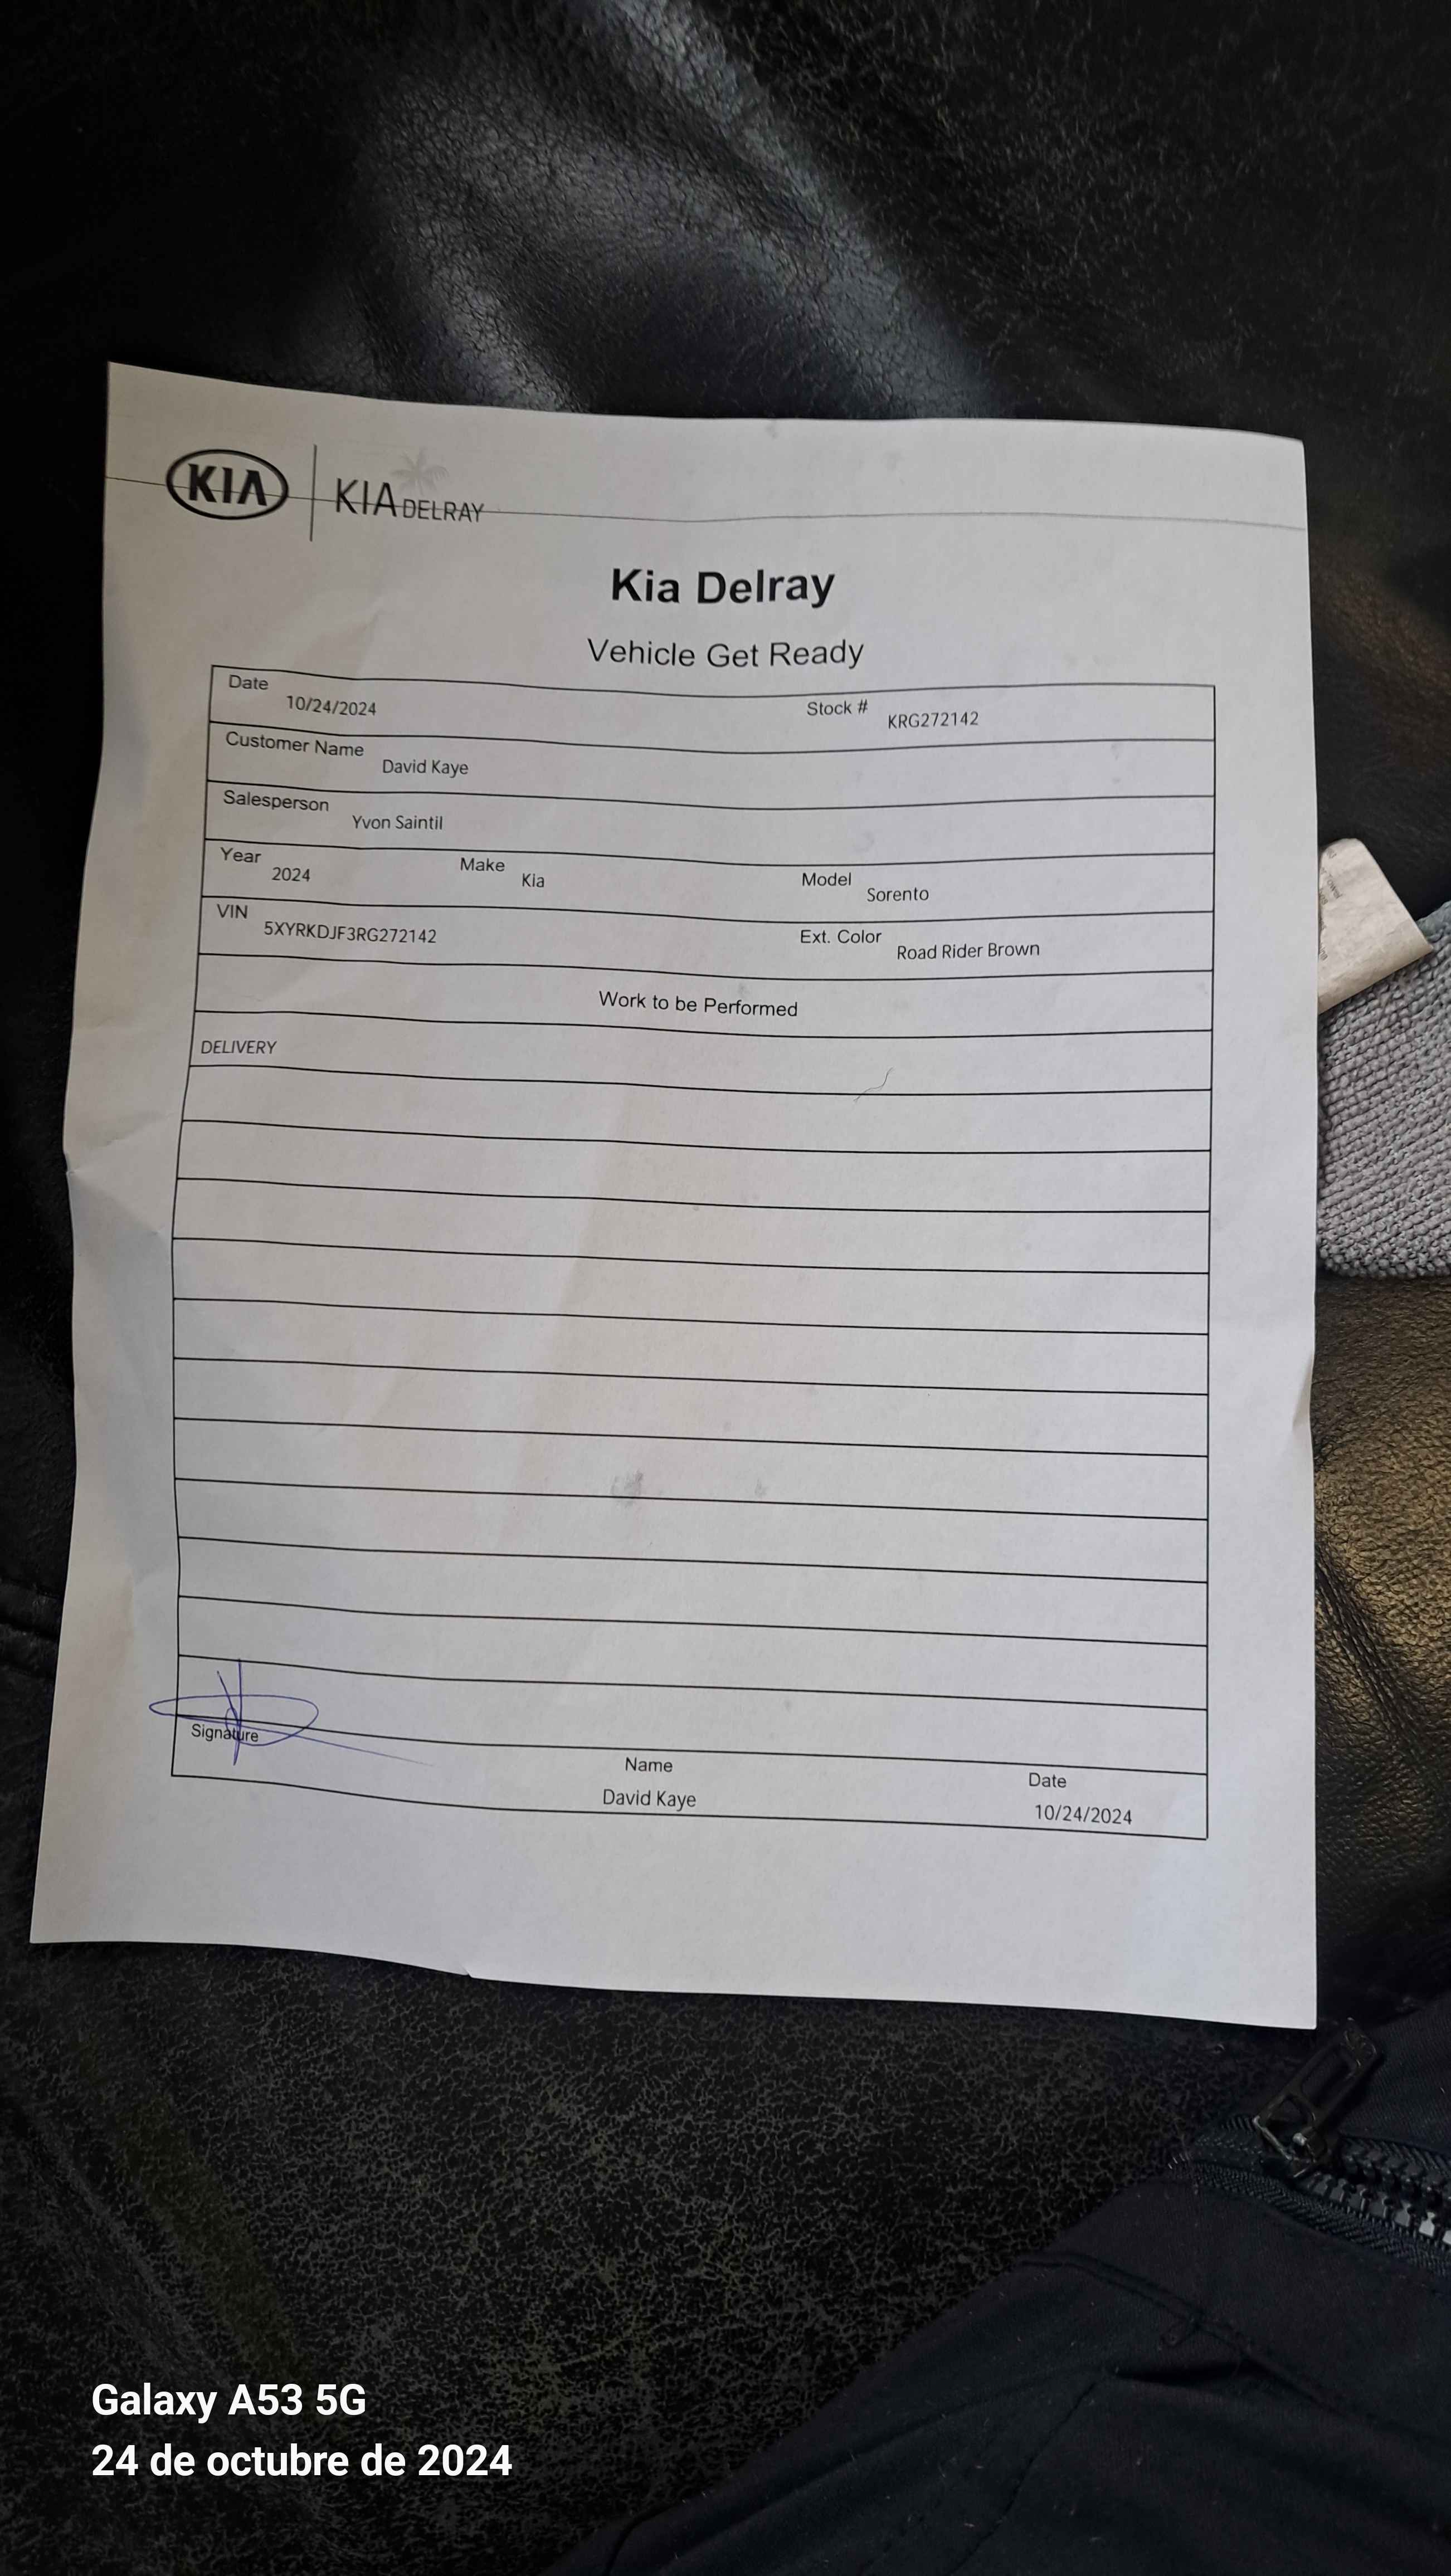 KIA | KIA DELRAY
Kia Delray
Vehicle Get Ready
Date 10/24/2024 Stock # KRG272142
Customer Name David Kaye
Salesperson Yvon Saintil
Year 2024 Make Kia Model Sorento
VIN 5XYRKDJF3RG272142 Ext. Color Road Rider Brown
Work to be Performed
DELIVERY
Signature Name Date
David Kaye 10/24/2024
Galaxy A53 5G
24 de octubre de 2024